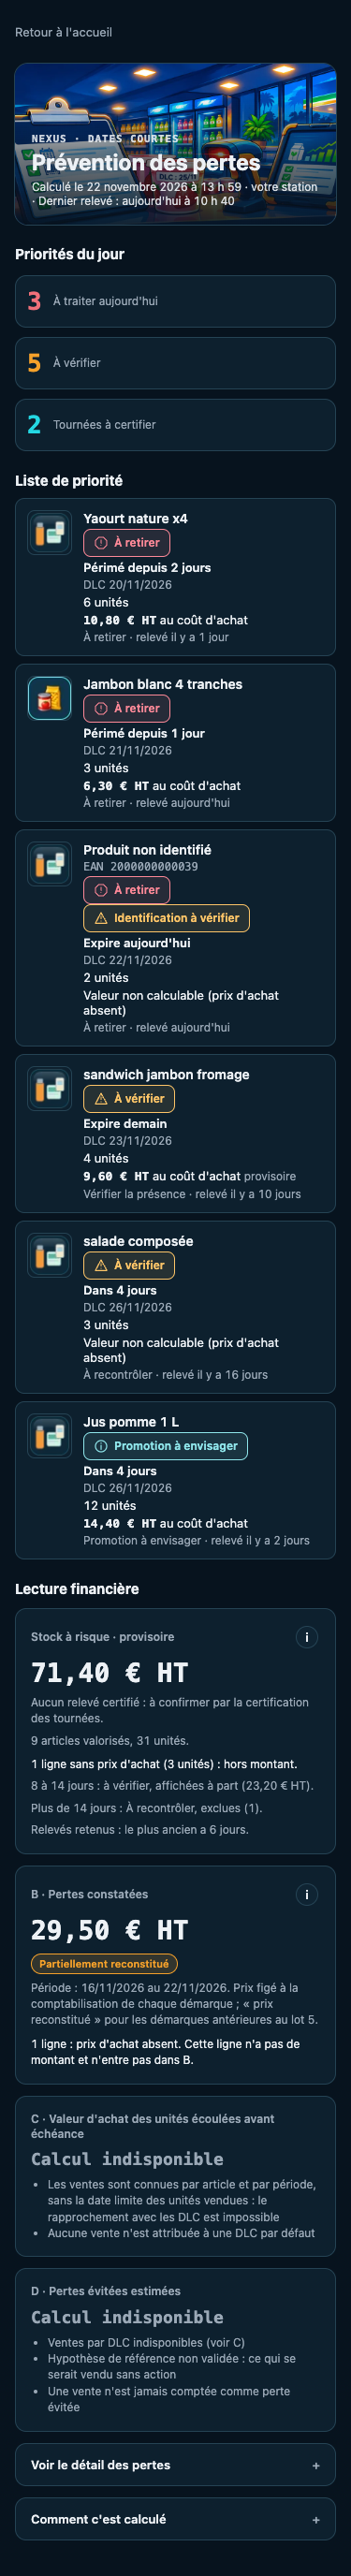 Retour à l'accueil
NEXUS · DATES COURTES
Prévention des pertes
Calculé le 22 novembre 2026 à 13 h 59 · votre station
· Dernier relevé : aujourd'hui à 10 h 40
DLC : 25/11
Priorités du jour
3 À traiter aujourd'hui
5 À vérifier
2 Tournées à certifier
Liste de priorité
Yaourt nature x4
À retirer
Périmé depuis 2 jours
DLC 20/11/2026
6 unités
10,80 € HT au coût d'achat
À retirer · relevé il y a 1 jour
Jambon blanc 4 tranches
À retirer
Périmé depuis 1 jour
DLC 21/11/2026
3 unités
6,30 € HT au coût d'achat
À retirer · relevé aujourd'hui
Produit non identifié
EAN 2000000000039
À retirer
Identification à vérifier
Expire aujourd'hui
DLC 22/11/2026
2 unités
Valeur non calculable (prix d'achat
absent)
À retirer · relevé aujourd'hui
sandwich jambon fromage
À vérifier
Expire demain
DLC 23/11/2026
4 unités
9,60 € HT au coût d'achat provisoire
Vérifier la présence · relevé il y a 10 jours
salade composée
À vérifier
Dans 4 jours
DLC 26/11/2026
3 unités
Valeur non calculable (prix d'achat
absent)
À recontrôler · relevé il y a 16 jours
Jus pomme 1 L
Promotion à envisager
Dans 4 jours
DLC 26/11/2026
12 unités
14,40 € HT au coût d'achat
Promotion à envisager · relevé il y a 2 jours
Lecture financière
Stock à risque · provisoire
i
71,40 € HT
Aucun relevé certifié : à confirmer par la certification
des tournées.
9 articles valorisés, 31 unités.
1 ligne sans prix d'achat (3 unités) : hors montant.
8 à 14 jours : à vérifier, affichées à part (23,20 € HT).
Plus de 14 jours : À recontrôler, exclues (1).
Relevés retenus : le plus ancien a 6 jours.
B · Pertes constatées
i
29,50 € HT
Partiellement reconstitué
Période : 16/11/2026 au 22/11/2026. Prix figé à la
comptabilisation de chaque démarque ; « prix
reconstitué » pour les démarques antérieures au lot 5.
1 ligne : prix d'achat absent. Cette ligne n'a pas de
montant et n'entre pas dans B.
C · Valeur d'achat des unités écoulées avant
échéance
Calcul indisponible
• Les ventes sont connues par article et par période,
sans la date limite des unités vendues : le
rapprochement avec les DLC est impossible
• Aucune vente n'est attribuée à une DLC par défaut
D · Pertes évitées estimées
Calcul indisponible
• Ventes par DLC indisponibles (voir C)
• Hypothèse de référence non validée : ce qui se
serait vendu sans action
• Une vente n'est jamais comptée comme perte
évitée
Voir le détail des pertes +
Comment c'est calculé +